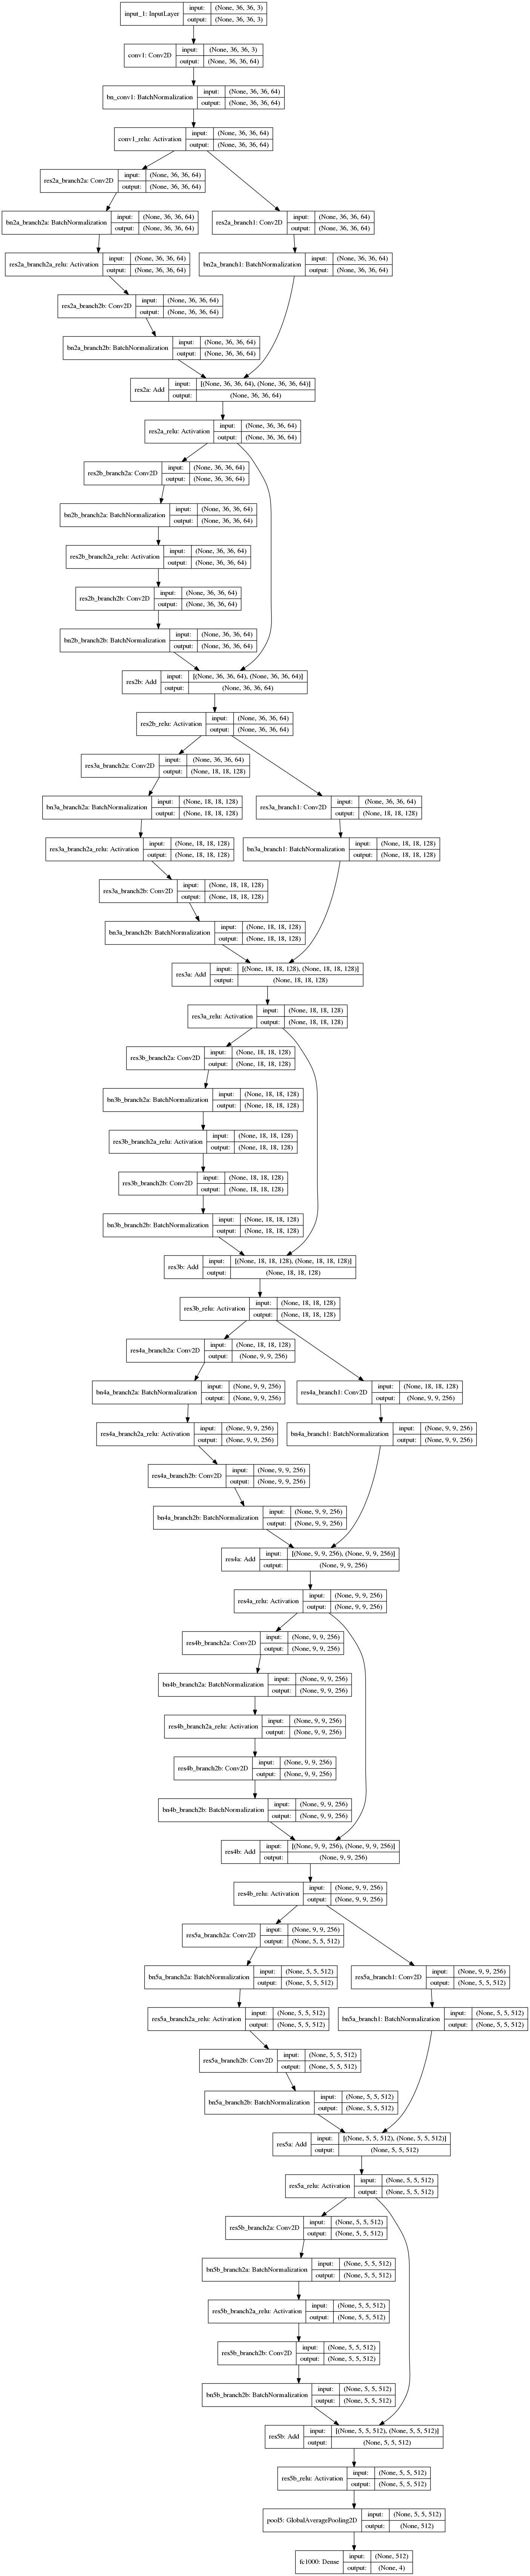 input_1: InputLayer input: (None, 36, 36, 3)
output: (None, 36, 36, 3)
conv1: Conv2D input: (None, 36, 36, 3)
output: (None, 36, 36, 64)
bn_conv1: BatchNormalization input: (None, 36, 36, 64)
output: (None, 36, 36, 64)
conv1_relu: Activation input: (None, 36, 36, 64)
output: (None, 36, 36, 64)
res2a_branch2a: Conv2D input: (None, 36, 36, 64)
output: (None, 36, 36, 64)
bn2a_branch2a: BatchNormalization input: (None, 36, 36, 64)
output: (None, 36, 36, 64)
res2a_branch1: Conv2D input: (None, 36, 36, 64)
output: (None, 36, 36, 64)
res2a_branch2a_relu: Activation input: (None, 36, 36, 64)
output: (None, 36, 36, 64)
bn2a_branch1: BatchNormalization input: (None, 36, 36, 64)
output: (None, 36, 36, 64)
res2a_branch2b: Conv2D input: (None, 36, 36, 64)
output: (None, 36, 36, 64)
bn2a_branch2b: BatchNormalization input: (None, 36, 36, 64)
output: (None, 36, 36, 64)
res2a: Add input: [(None, 36, 36, 64), (None, 36, 36, 64)]
output: (None, 36, 36, 64)
res2a_relu: Activation input: (None, 36, 36, 64)
output: (None, 36, 36, 64)
res2b_branch2a: Conv2D input: (None, 36, 36, 64)
output: (None, 36, 36, 64)
bn2b_branch2a: BatchNormalization input: (None, 36, 36, 64)
output: (None, 36, 36, 64)
res2b_branch2a_relu: Activation input: (None, 36, 36, 64)
output: (None, 36, 36, 64)
res2b_branch2b: Conv2D input: (None, 36, 36, 64)
output: (None, 36, 36, 64)
bn2b_branch2b: BatchNormalization input: (None, 36, 36, 64)
output: (None, 36, 36, 64)
res2b: Add input: [(None, 36, 36, 64), (None, 36, 36, 64)]
output: (None, 36, 36, 64)
res2b_relu: Activation input: (None, 36, 36, 64)
output: (None, 36, 36, 64)
res3a_branch2a: Conv2D input: (None, 36, 36, 64)
output: (None, 18, 18, 128)
bn3a_branch2a: BatchNormalization input: (None, 18, 18, 128)
output: (None, 18, 18, 128)
res3a_branch1: Conv2D input: (None, 36, 36, 64)
output: (None, 18, 18, 128)
res3a_branch2a_relu: Activation input: (None, 18, 18, 128)
output: (None, 18, 18, 128)
bn3a_branch1: BatchNormalization input: (None, 18, 18, 128)
output: (None, 18, 18, 128)
res3a_branch2b: Conv2D input: (None, 18, 18, 128)
output: (None, 18, 18, 128)
bn3a_branch2b: BatchNormalization input: (None, 18, 18, 128)
output: (None, 18, 18, 128)
res3a: Add input: [(None, 18, 18, 128), (None, 18, 18, 128)]
output: (None, 18, 18, 128)
res3a_relu: Activation input: (None, 18, 18, 128)
output: (None, 18, 18, 128)
res3b_branch2a: Conv2D input: (None, 18, 18, 128)
output: (None, 18, 18, 128)
bn3b_branch2a: BatchNormalization input: (None, 18, 18, 128)
output: (None, 18, 18, 128)
res3b_branch2a_relu: Activation input: (None, 18, 18, 128)
output: (None, 18, 18, 128)
res3b_branch2b: Conv2D input: (None, 18, 18, 128)
output: (None, 18, 18, 128)
bn3b_branch2b: BatchNormalization input: (None, 18, 18, 128)
output: (None, 18, 18, 128)
res3b: Add input: [(None, 18, 18, 128), (None, 18, 18, 128)]
output: (None, 18, 18, 128)
res3b_relu: Activation input: (None, 18, 18, 128)
output: (None, 18, 18, 128)
res4a_branch2a: Conv2D input: (None, 18, 18, 128)
output: (None, 9, 9, 256)
bn4a_branch2a: BatchNormalization input: (None, 9, 9, 256)
output: (None, 9, 9, 256)
res4a_branch1: Conv2D input: (None, 18, 18, 128)
output: (None, 9, 9, 256)
res4a_branch2a_relu: Activation input: (None, 9, 9, 256)
output: (None, 9, 9, 256)
bn4a_branch1: BatchNormalization input: (None, 9, 9, 256)
output: (None, 9, 9, 256)
res4a_branch2b: Conv2D input: (None, 9, 9, 256)
output: (None, 9, 9, 256)
bn4a_branch2b: BatchNormalization input: (None, 9, 9, 256)
output: (None, 9, 9, 256)
res4a: Add input: [(None, 9, 9, 256), (None, 9, 9, 256)]
output: (None, 9, 9, 256)
res4a_relu: Activation input: (None, 9, 9, 256)
output: (None, 9, 9, 256)
res4b_branch2a: Conv2D input: (None, 9, 9, 256)
output: (None, 9, 9, 256)
bn4b_branch2a: BatchNormalization input: (None, 9, 9, 256)
output: (None, 9, 9, 256)
res4b_branch2a_relu: Activation input: (None, 9, 9, 256)
output: (None, 9, 9, 256)
res4b_branch2b: Conv2D input: (None, 9, 9, 256)
output: (None, 9, 9, 256)
bn4b_branch2b: BatchNormalization input: (None, 9, 9, 256)
output: (None, 9, 9, 256)
res4b: Add input: [(None, 9, 9, 256), (None, 9, 9, 256)]
output: (None, 9, 9, 256)
res4b_relu: Activation input: (None, 9, 9, 256)
output: (None, 9, 9, 256)
res5a_branch2a: Conv2D input: (None, 9, 9, 256)
output: (None, 5, 5, 512)
bn5a_branch2a: BatchNormalization input: (None, 5, 5, 512)
output: (None, 5, 5, 512)
res5a_branch1: Conv2D input: (None, 9, 9, 256)
output: (None, 5, 5, 512)
res5a_branch2a_relu: Activation input: (None, 5, 5, 512)
output: (None, 5, 5, 512)
bn5a_branch1: BatchNormalization input: (None, 5, 5, 512)
output: (None, 5, 5, 512)
res5a_branch2b: Conv2D input: (None, 5, 5, 512)
output: (None, 5, 5, 512)
bn5a_branch2b: BatchNormalization input: (None, 5, 5, 512)
output: (None, 5, 5, 512)
res5a: Add input: [(None, 5, 5, 512), (None, 5, 5, 512)]
output: (None, 5, 5, 512)
res5a_relu: Activation input: (None, 5, 5, 512)
output: (None, 5, 5, 512)
res5b_branch2a: Conv2D input: (None, 5, 5, 512)
output: (None, 5, 5, 512)
bn5b_branch2a: BatchNormalization input: (None, 5, 5, 512)
output: (None, 5, 5, 512)
res5b_branch2a_relu: Activation input: (None, 5, 5, 512)
output: (None, 5, 5, 512)
res5b_branch2b: Conv2D input: (None, 5, 5, 512)
output: (None, 5, 5, 512)
bn5b_branch2b: BatchNormalization input: (None, 5, 5, 512)
output: (None, 5, 5, 512)
res5b: Add input: [(None, 5, 5, 512), (None, 5, 5, 512)]
output: (None, 5, 5, 512)
res5b_relu: Activation input: (None, 5, 5, 512)
output: (None, 5, 5, 512)
pool5: GlobalAveragePooling2D input: (None, 5, 5, 512)
output: (None, 512)
fc1000: Dense input: (None, 512)
output: (None, 4)